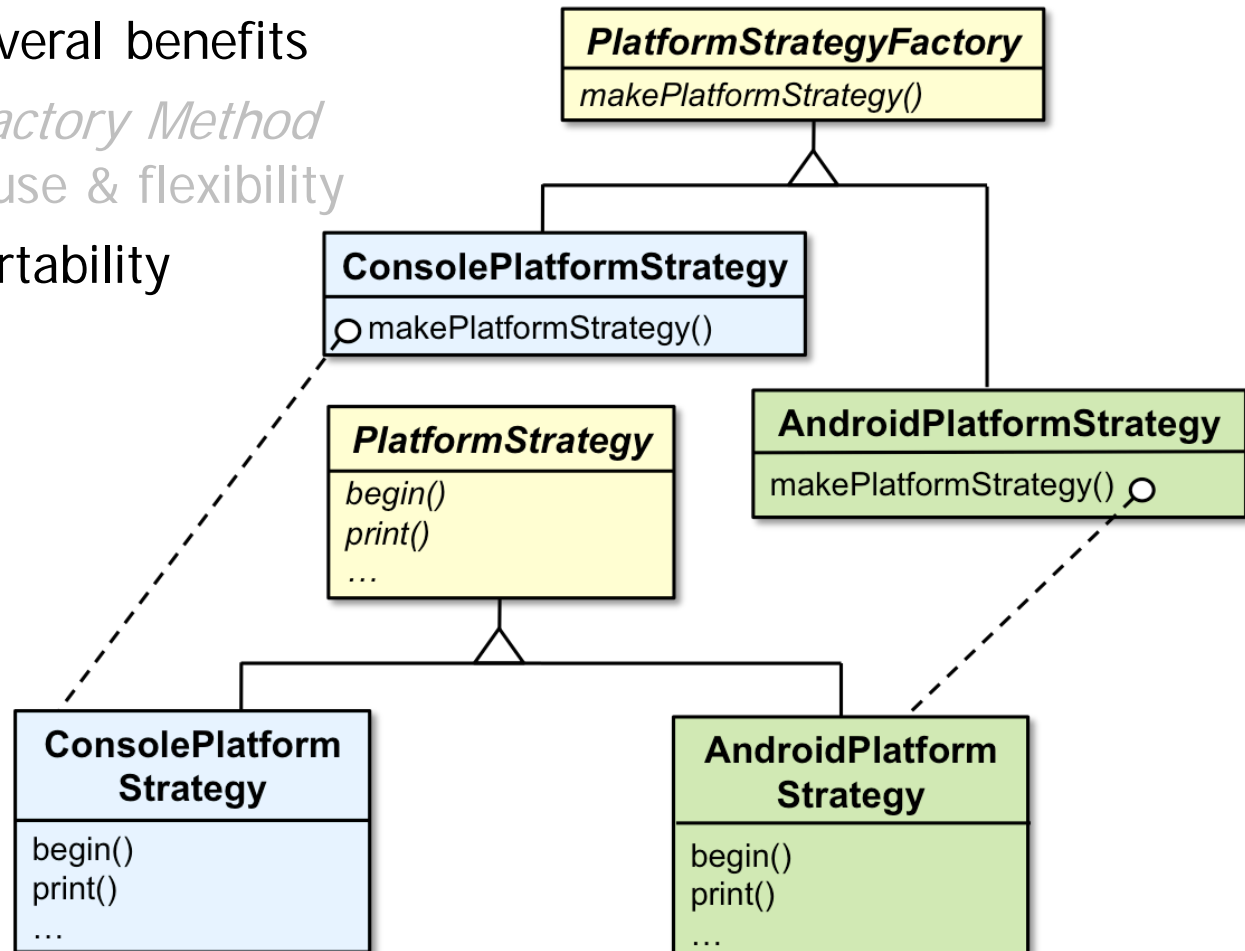 veral benefits
actory Method
use & flexibility
rtability
PlatformStrategyFactory
makePlatformStrategy()
ConsolePlatformStrategy
makePlatformStrategy()
AndroidPlatformStrategy
makePlatformStrategy()
PlatformStrategy
begin()
print()
…
ConsolePlatform
Strategy
begin()
print()
…
AndroidPlatform
Strategy
begin()
print()
…